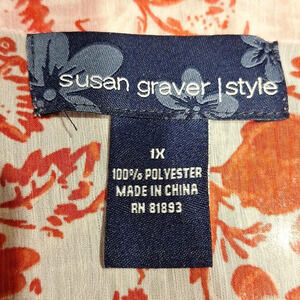 susan graver | style
1X
100% POLYESTER
MADE IN CHINA
RN 81893